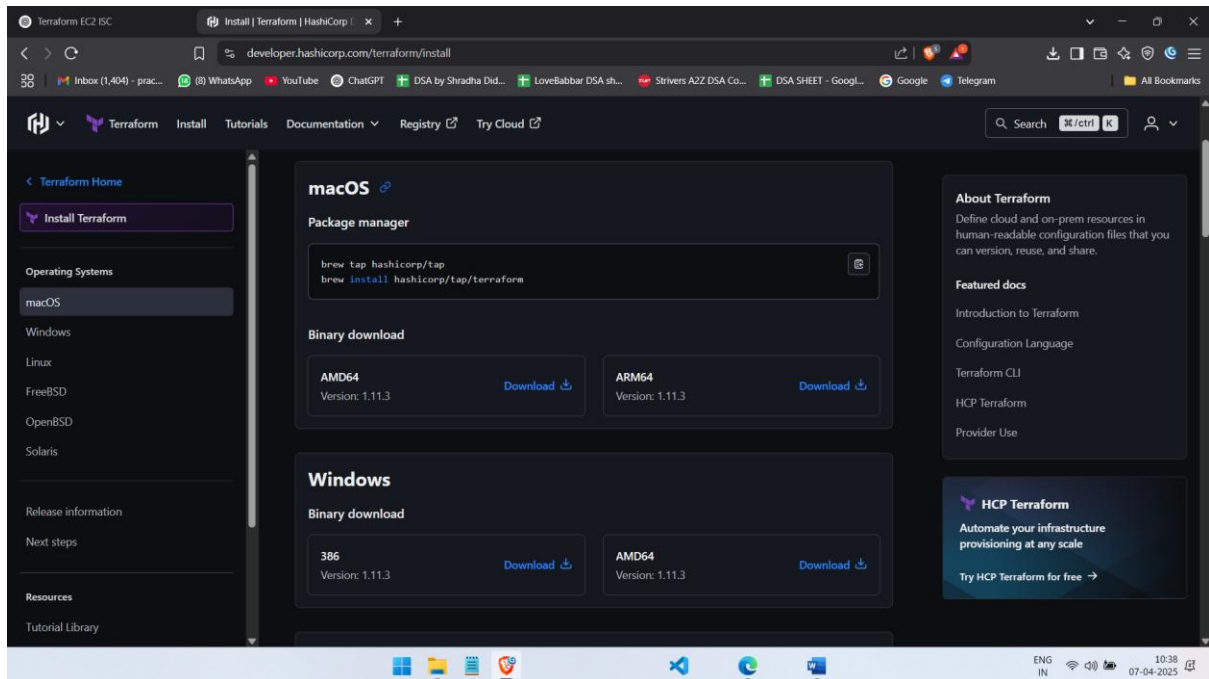 Terraform EC2 ISC
Install | Terraform | HashiCorp D
developer.hashicorp.com/terraform/install
Inbox (1,404) - prac...
(8) WhatsApp
YouTube
ChatGPT
DSA by Shradha Did...
LoveBabbar DSA sh...
Strivers A2Z DSA Co...
DSA SHEET - Googl...
Google
Telegram
All Bookmarks
Terraform
Install
Tutorials
Documentation
Registry
Try Cloud
Search
⌘/ctrl K
< Terraform Home
Install Terraform
Operating Systems
macOS
Windows
Linux
FreeBSD
OpenBSD
Solaris
Release information
Next steps
Resources
Tutorial Library
macOS
Package manager
brew tap hashicorp/tap
brew install hashicorp/tap/terraform
Binary download
AMD64
Version: 1.11.3
Download
ARM64
Version: 1.11.3
Download
Windows
Binary download
386
Version: 1.11.3
Download
AMD64
Version: 1.11.3
Download
About Terraform
Define cloud and on-prem resources in
human-readable configuration files that you
can version, reuse, and share.
Featured docs
Introduction to Terraform
Configuration Language
Terraform CLI
HCP Terraform
Provider Use
HCP Terraform
Automate your infrastructure
provisioning at any scale
Try HCP Terraform for free →
ENG
IN
10:38
07-04-2025